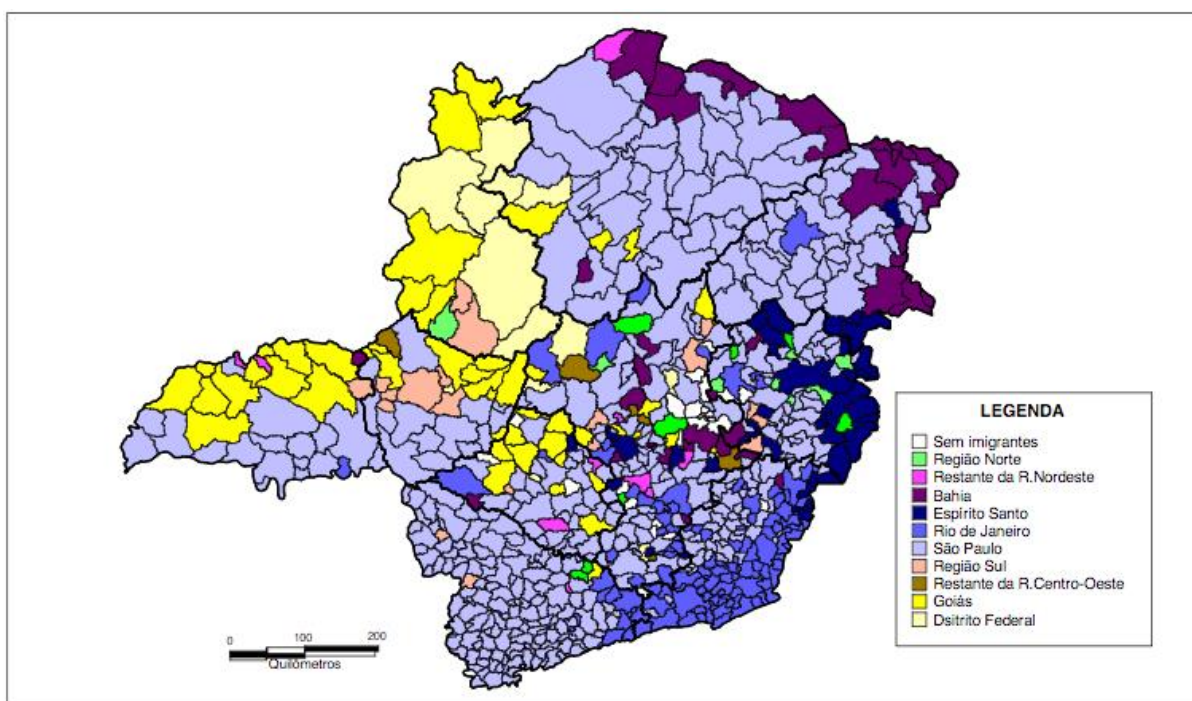 LEGENDA
Sem imigrantes
Região Norte
Restante da R.Nordeste
Bahia
Espírito Santo
Rio de Janeiro
São Paulo
Região Sul
Restante da R.Centro-Oeste
Goiás
Dsitrito Federal
0 100 200
Quilômetros